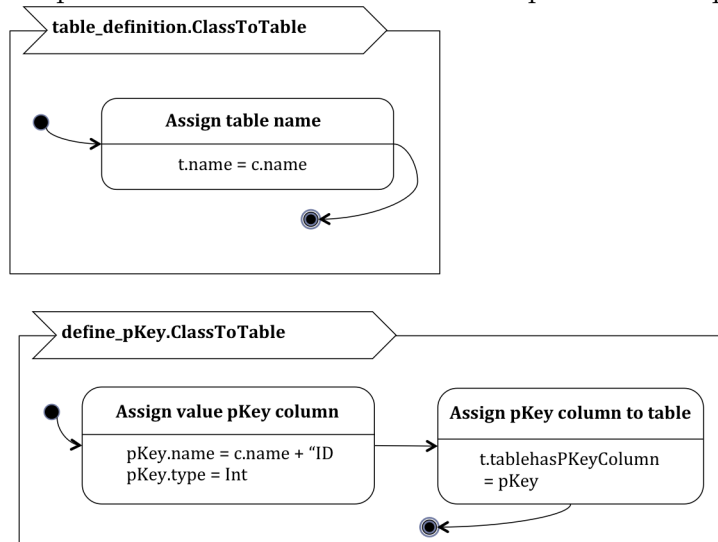 table_definition.ClassToTable
Assign table name
t.name = c.name
define_pKey.ClassToTable
Assign value pKey column
pKey.name = c.name + “ID
pKey.type = Int
Assign pKey column to table
t.tablehasPKeyColumn
= pKey